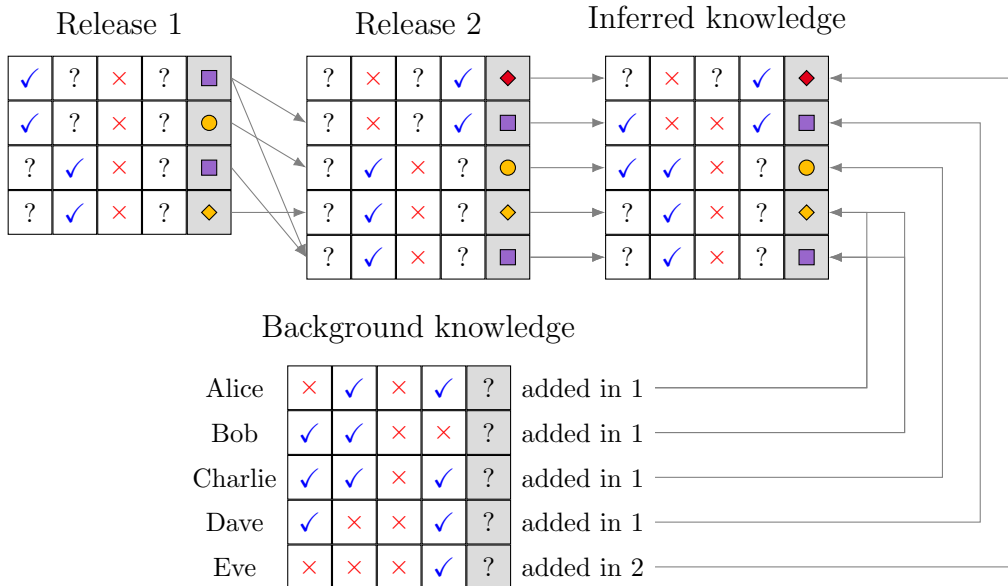 Release 1 Release 2 Inferred knowledge
✓ ? × ? ? × ? ✓ ? × ? ✓
✓ ? × ? ? × ? ✓ ✓ × × ✓
? ✓ × ? ? ✓ × ? ✓ ✓ × ?
? ✓ × ? ? ✓ × ? ? ✓ × ?
? ✓ × ? ? ✓ × ?
Background knowledge
Alice × ✓ × ✓ ? added in 1
Bob ✓ ✓ × × ? added in 1
Charlie ✓ ✓ × ✓ ? added in 1
Dave ✓ × × ✓ ? added in 1
Eve × × × ✓ ? added in 2